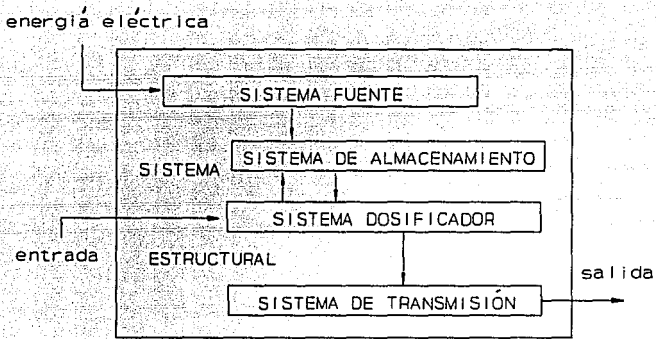 energía eléctrica
SISTEMA FUENTE
SISTEMA DE ALMACENAMIENTO
SISTEMA
SISTEMA DOSIFICADOR
entrada
ESTRUCTURAL
salida
SISTEMA DE TRANSMISIÓN